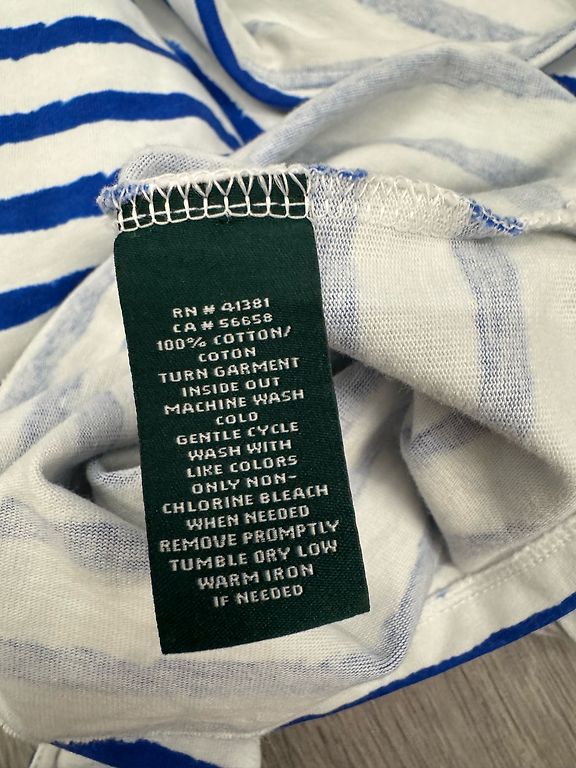 RN # 41381
CA # 56658
100% COTTON/
COTON
TURN GARMENT
INSIDE OUT
MACHINE WASH
COLD
GENTLE CYCLE
WASH WITH
LIKE COLORS
ONLY NON-
CHLORINE BLEACH
WHEN NEEDED
REMOVE PROMPTLY
TUMBLE DRY LOW
WARM IRON
IF NEEDED